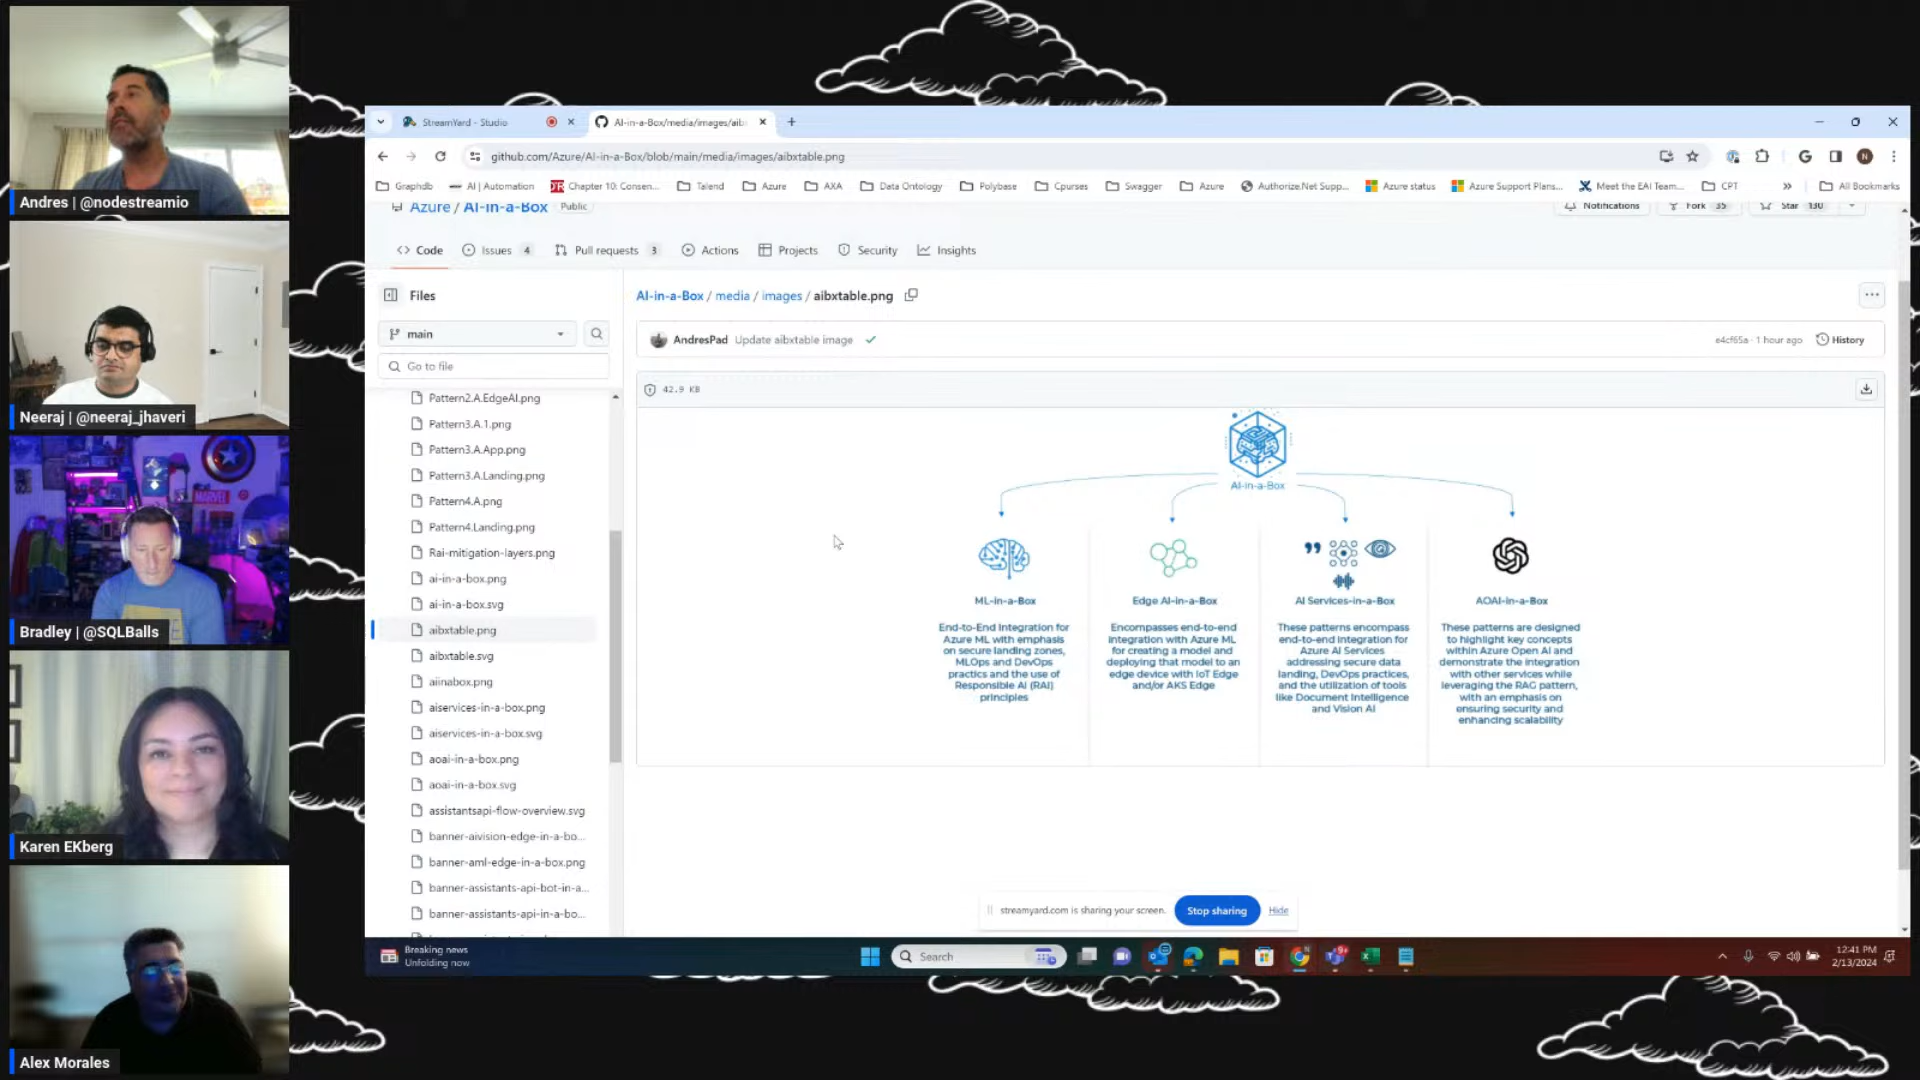 Andres | @nodestreamio
Neeraj | @neeraj_jhaveri
MARVEL
Bradley | @SQLBalls
Karen EKberg
Alex Morales
StreamYard - Studio
AI-in-a-Box/media/images/aib
github.com/Azure/AI-in-a-Box/blob/main/media/images/aibxtable.png
Graphdb
AI | Automation
Chapter 10: Consen...
Talend
Azure
AXA
Data Ontology
Polybase
Cpurses
Swagger
Azure
Authorize.Net Supp...
Azure status
Azure Support Plans...
Meet the EAI Team...
CPT
All Bookmarks
Azure / AI-in-a-Box Public
Notifications
Fork 35
Star 130
Code
Issues 4
Pull requests 3
Actions
Projects
Security
Insights
Files
main
Go to file
Pattern2.A.EdgeAI.png
Pattern3.A.1.png
Pattern3.A.App.png
Pattern3.A.Landing.png
Pattern4.A.png
Pattern4.Landing.png
Rai-mitigation-layers.png
ai-in-a-box.png
ai-in-a-box.svg
aibxtable.png
aibxtable.svg
aiinabox.png
aiservices-in-a-box.png
aiservices-in-a-box.svg
aoai-in-a-box.png
aoai-in-a-box.svg
assistantsapi-flow-overview.svg
banner-aivision-edge-in-a-bo...
banner-aml-edge-in-a-box.png
banner-assistants-api-bot-in-a...
banner-assistants-api-in-a-bo...
AI-in-a-Box / media / images / aibxtable.png
AndresPad Update aibxtable image
e4cf65a · 1 hour ago
History
42.9 KB
AI-in-a-Box
ML-in-a-Box
End-to-End Integration for
Azure ML with emphasis
on secure landing zones,
MLOps and DevOps
practics and the use of
Responsible AI (RAI)
principles
Edge AI-in-a-Box
Encompasses end-to-end
integration with Azure ML
for creating a model and
deploying that model to an
edge device with IoT Edge
and/or AKS Edge
AI Services-in-a-Box
These patterns encompass
end-to-end integration for
Azure AI Services
addressing secure data
landing, DevOps practices,
and the utilization of tools
like Document Intelligence
and Vision AI
AOAI-in-a-Box
These patterns are designed
to highlight key concepts
within Azure Open AI and
demonstrate the integration
with other services while
leveraging the RAG pattern,
with an emphasis on
ensuring security and
enhancing scalability
streamyard.com is sharing your screen.
Stop sharing
Hide
Breaking news
Unfolding now
Search
12:41 PM
2/13/2024